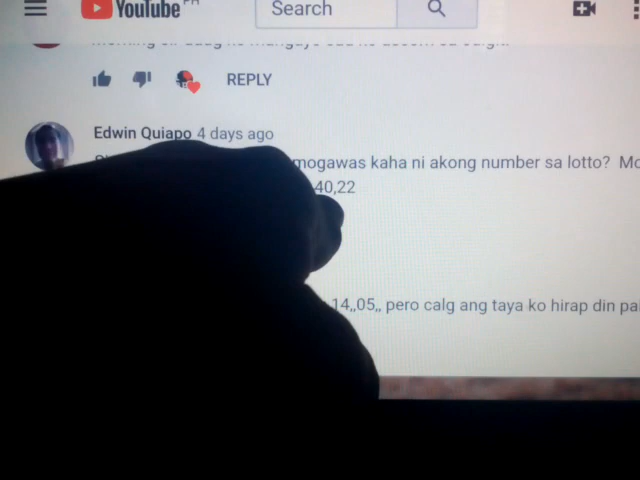 YouTube PH
Search
REPLY
Edwin Quiapo 4 days ago
mogawas kaha ni akong number sa lotto? Mo
40,22
14,,05,, pero calg ang taya ko hirap din pa